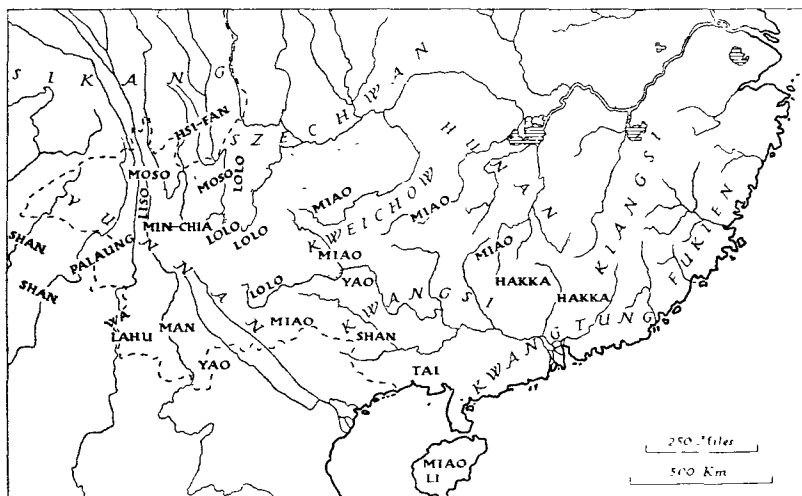 SIKANG
HSI-FAN
SZECHWAN
MOSO
MOSO
LOLO
HUNAN
KIANGSI
FUKIEN
YUNNAN
LISO
MIN-CHIA
LOLO
LOLO
MIAO
KWEICHOW
MIAO
MIAO
MIAO
SHAN
PALAUNG
SHAN
LOLO
YAO
KWANGSI
HAKKA
HAKKA
WA
LAHU
MAN
MIAO
SHAN
KWANGTUNG
YAO
TAI
MIAO
LI
250 Miles
500 Km